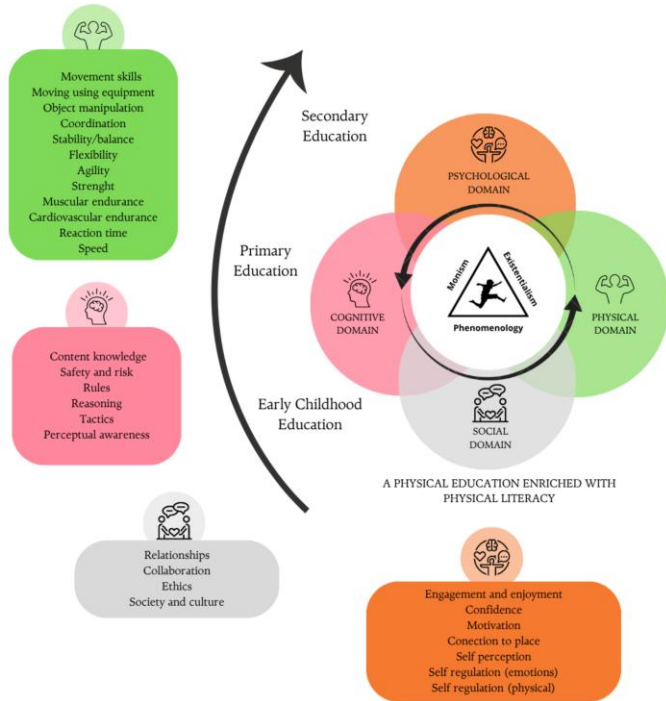 Movement skills
Moving using equipment
Object manipulation
Coordination
Stability/balance
Flexibility
Agility
Strenght
Muscular endurance
Cardiovascular endurance
Reaction time
Speed
Content knowledge
Safety and risk
Rules
Reasoning
Tactics
Perceptual awareness
Relationships
Collaboration
Ethics
Society and culture
Secondary
Education
Primary
Education
Early Childhood
Education
PSYCHOLOGICAL
DOMAIN
COGNITIVE
DOMAIN
Monism
Existentialism
Phenomenology
PHYSICAL
DOMAIN
SOCIAL
DOMAIN
A PHYSICAL EDUCATION ENRICHED WITH
PHYSICAL LITERACY
Engagement and enjoyment
Confidence
Motivation
Conection to place
Self perception
Self regulation (emotions)
Self regulation (physical)